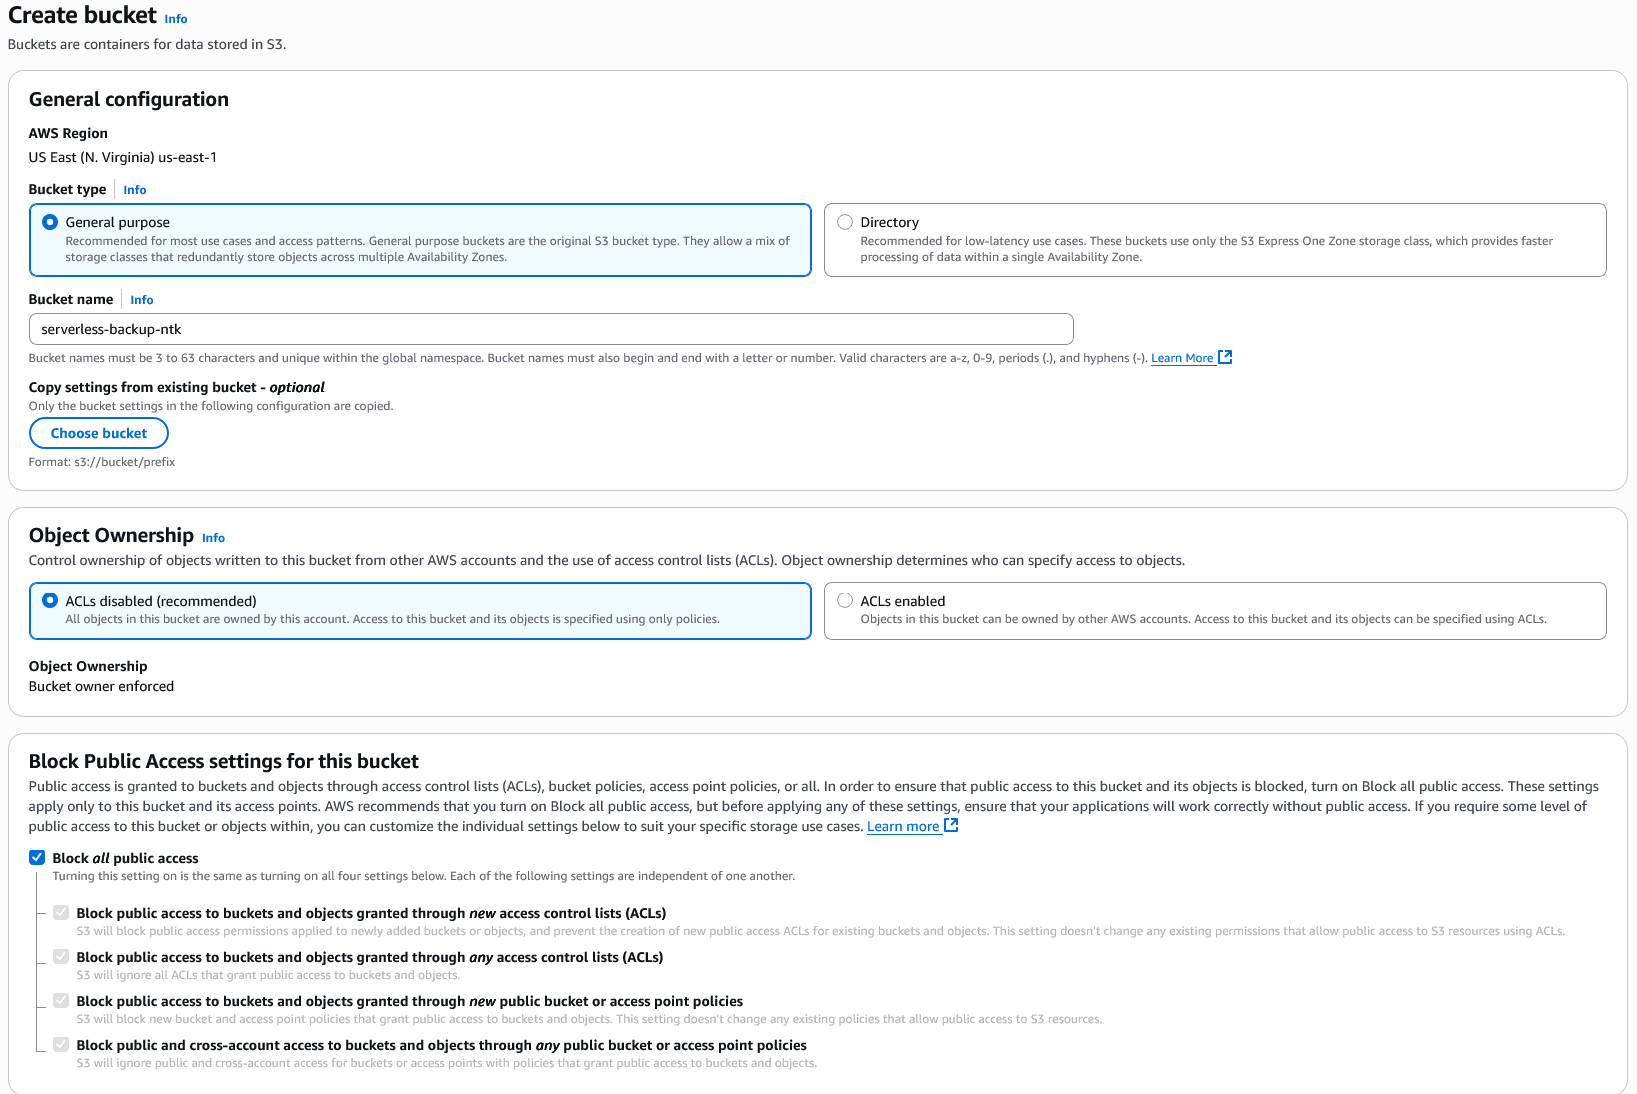 Create bucket Info
Buckets are containers for data stored in S3.
General configuration
AWS Region
US East (N. Virginia) us-east-1
Bucket type Info
General purpose
Recommended for most use cases and access patterns. General purpose buckets are the original S3 bucket type. They allow a mix of
storage classes that redundantly store objects across multiple Availability Zones.
Directory
Recommended for low-latency use cases. These buckets use only the S3 Express One Zone storage class, which provides faster
processing of data within a single Availability Zone.
Bucket name Info
serverless-backup-ntk
Bucket names must be 3 to 63 characters and unique within the global namespace. Bucket names must also begin and end with a letter or number. Valid characters are a-z, 0-9, periods (.), and hyphens (-). Learn More
Copy settings from existing bucket - optional
Only the bucket settings in the following configuration are copied.
Choose bucket
Format: s3://bucket/prefix
Object Ownership Info
Control ownership of objects written to this bucket from other AWS accounts and the use of access control lists (ACLs). Object ownership determines who can specify access to objects.
ACLs disabled (recommended)
All objects in this bucket are owned by this account. Access to this bucket and its objects is specified using only policies.
ACLs enabled
Objects in this bucket can be owned by other AWS accounts. Access to this bucket and its objects can be specified using ACLs.
Object Ownership
Bucket owner enforced
Block Public Access settings for this bucket
Public access is granted to buckets and objects through access control lists (ACLs), bucket policies, access point policies, or all. In order to ensure that public access to this bucket and its objects is blocked, turn on Block all public access. These settings
apply only to this bucket and its access points. AWS recommends that you turn on Block all public access, but before applying any of these settings, ensure that your applications will work correctly without public access. If you require some level of
public access to this bucket or objects within, you can customize the individual settings below to suit your specific storage use cases. Learn more
Block all public access
Turning this setting on is the same as turning on all four settings below. Each of the following settings are independent of one another.
Block public access to buckets and objects granted through new access control lists (ACLs)
S3 will block public access permissions applied to newly added buckets or objects, and prevent the creation of new public access ACLs for existing buckets and objects. This setting doesn't change any existing permissions that allow public access to S3 resources using ACLs.
Block public access to buckets and objects granted through any access control lists (ACLs)
S3 will ignore all ACLs that grant public access to buckets and objects.
Block public access to buckets and objects granted through new public bucket or access point policies
S3 will block new bucket and access point policies that grant public access to buckets and objects. This setting doesn't change any existing policies that allow public access to S3 resources.
Block public and cross-account access to buckets and objects through any public bucket or access point policies
S3 will ignore public and cross-account access for buckets or access points with policies that grant public access to buckets and objects.